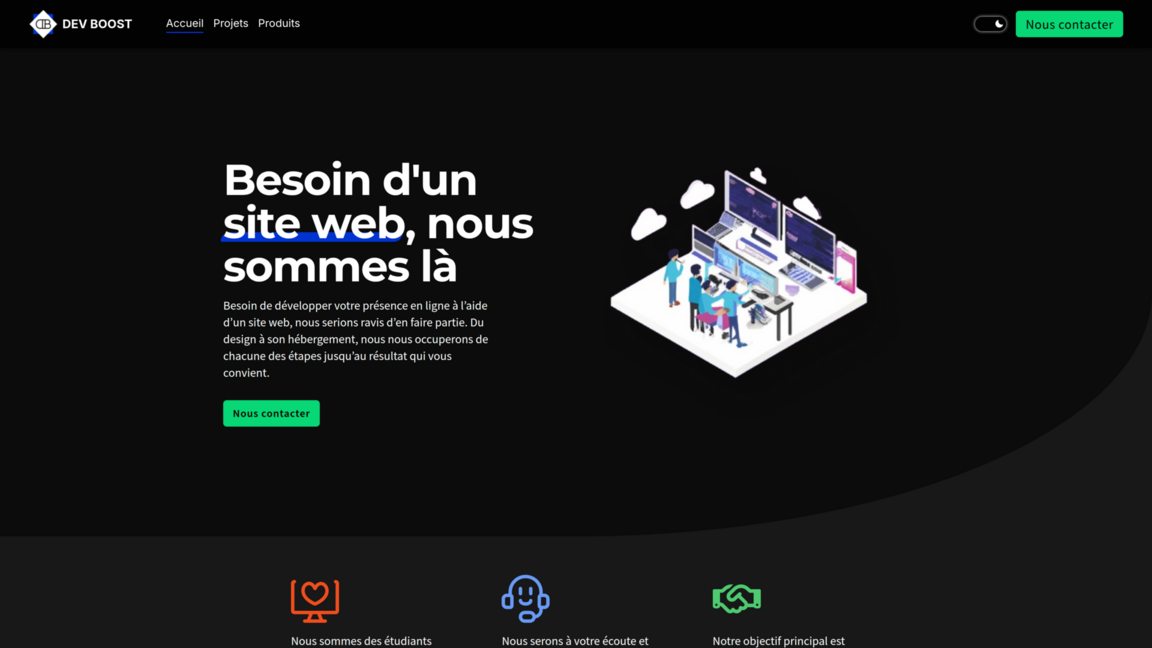 DEV BOOST
Accueil
Projets
Produits
Nous contacter
Besoin d'un
site web, nous
sommes là
Besoin de développer votre présence en ligne à l’aide
d’un site web, nous serions ravis d’en faire partie. Du
design à son hébergement, nous nous occuperons de
chacune des étapes jusqu’au résultat qui vous
convient.
Nous contacter
Nous sommes des étudiants
Nous serons à votre écoute et
Notre objectif principal est